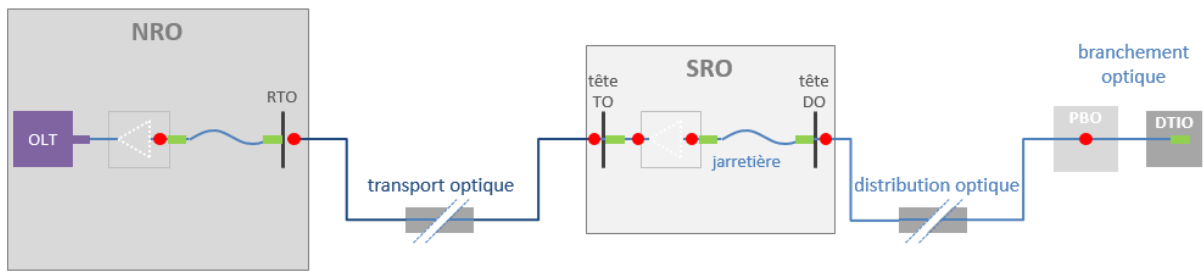 NRO
OLT
RTO
transport optique
SRO
tête
TO
tête
DO
jarretière
distribution optique
branchement
optique
PBO
DTIO